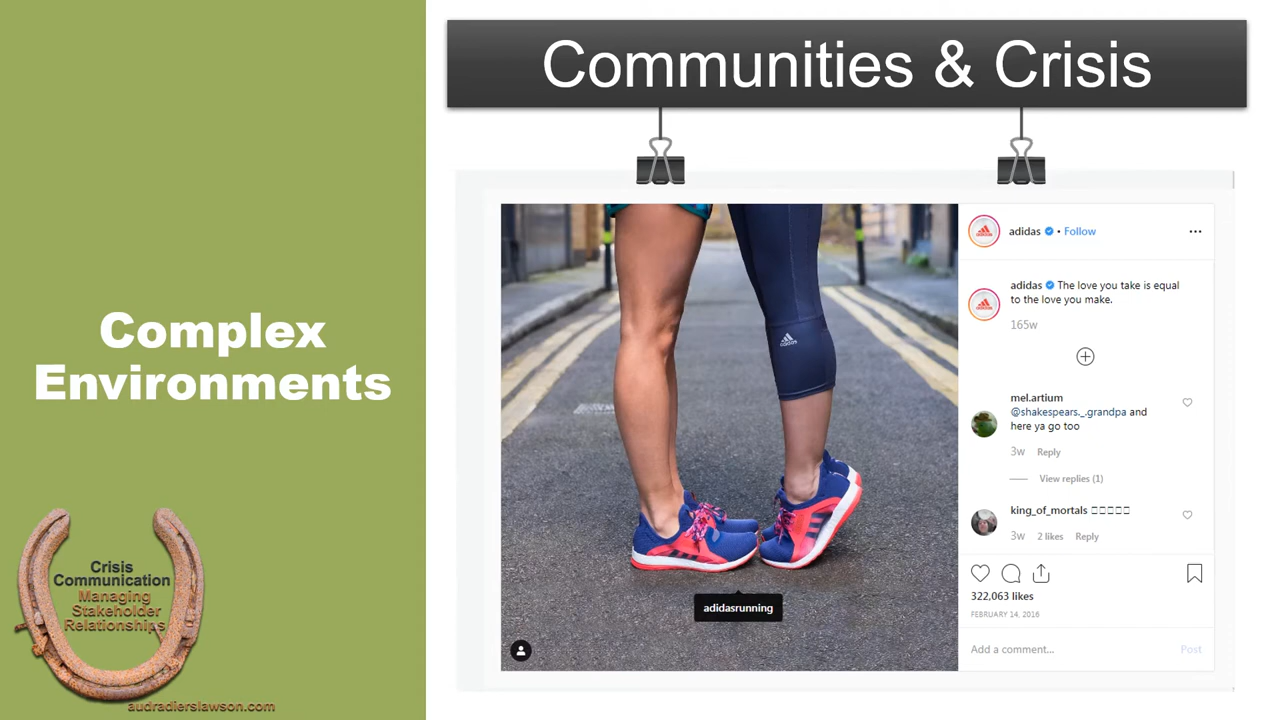 Communities & Crisis
Complex
Environments
adidas • Follow
adidas The love you take is equal
to the love you make.
165w
mel.artium
@shakespears._.grandpa and
here ya go too
3w Reply
View replies (1)
king_of_mortals
3w 2 likes Reply
322,063 likes
FEBRUARY 14, 2016
Add a comment... Post
adidas
adidasrunning
Crisis
Communication
Managing
Stakeholder
Relationships
audradierslawson.com